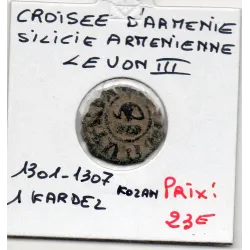 CROISEE D'ARMENIE
SILICIE ARMENIENNE
LEVON III
1301-1307
1 KARDEZ KOZAN
Prix:
23€